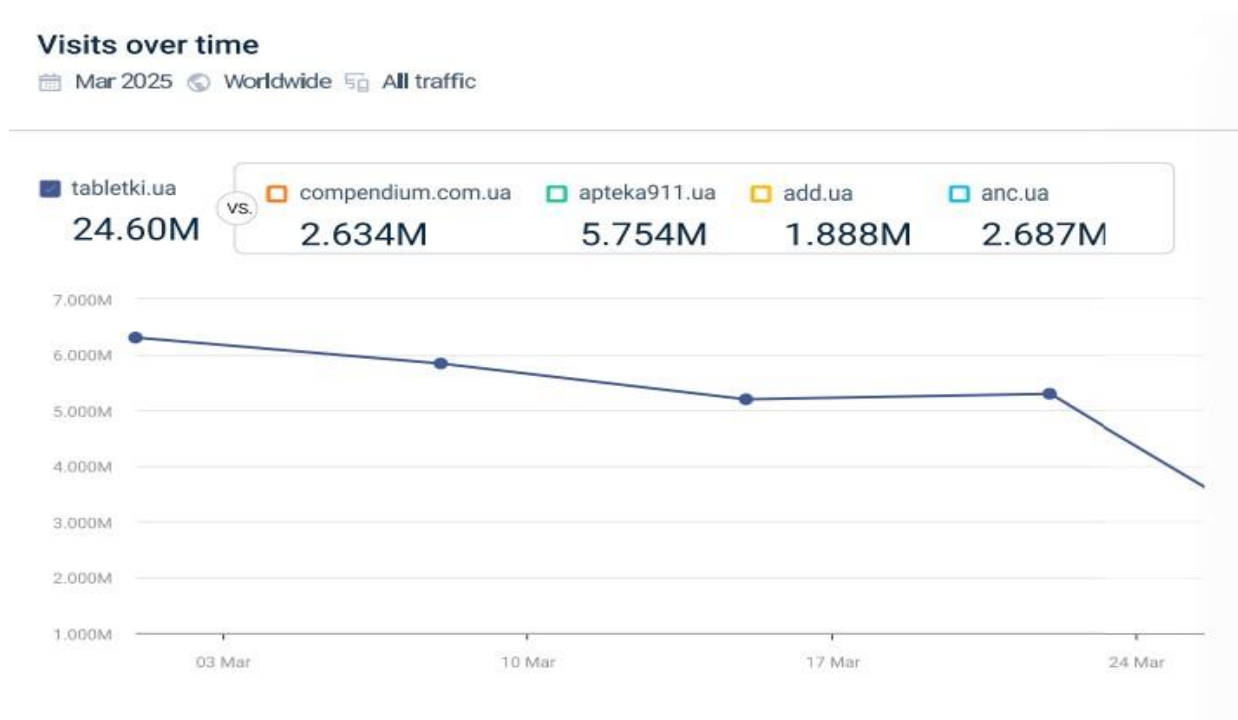 Visits over time
Mar 2025 Worldwide All traffic
tabletki.ua
24.60M
vs.
compendium.com.ua
2.634M
apteka911.ua
5.754M
add.ua
1.888M
anc.ua
2.687M
7.000M
6.000M
5.000M
4.000M
3.000M
2.000M
1.000M
03 Mar 10 Mar 17 Mar 24 Mar